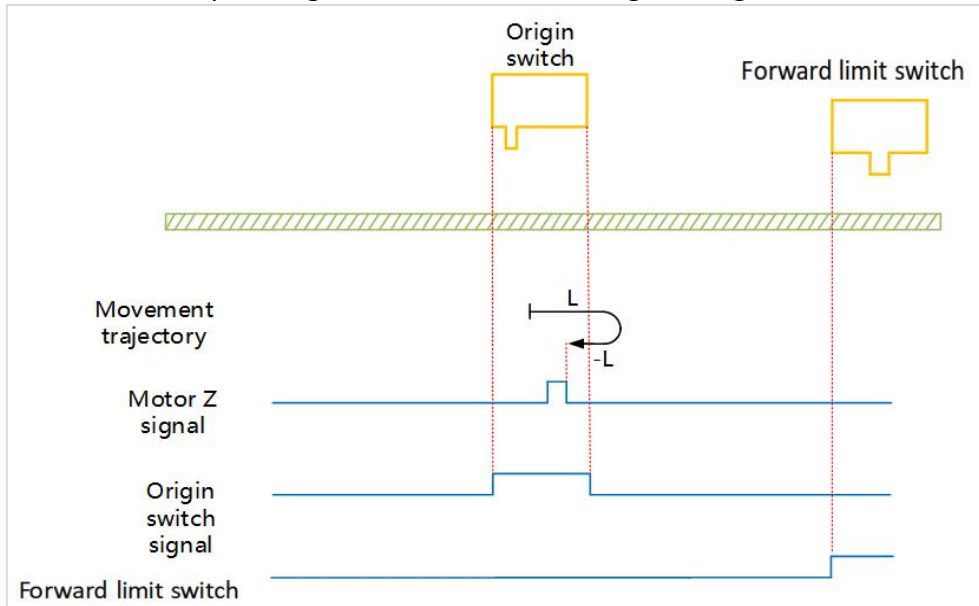 Origin
switch
Forward limit switch
Movement
trajectory
L
-L
Motor Z
signal
Origin
switch
signal
Forward limit switch